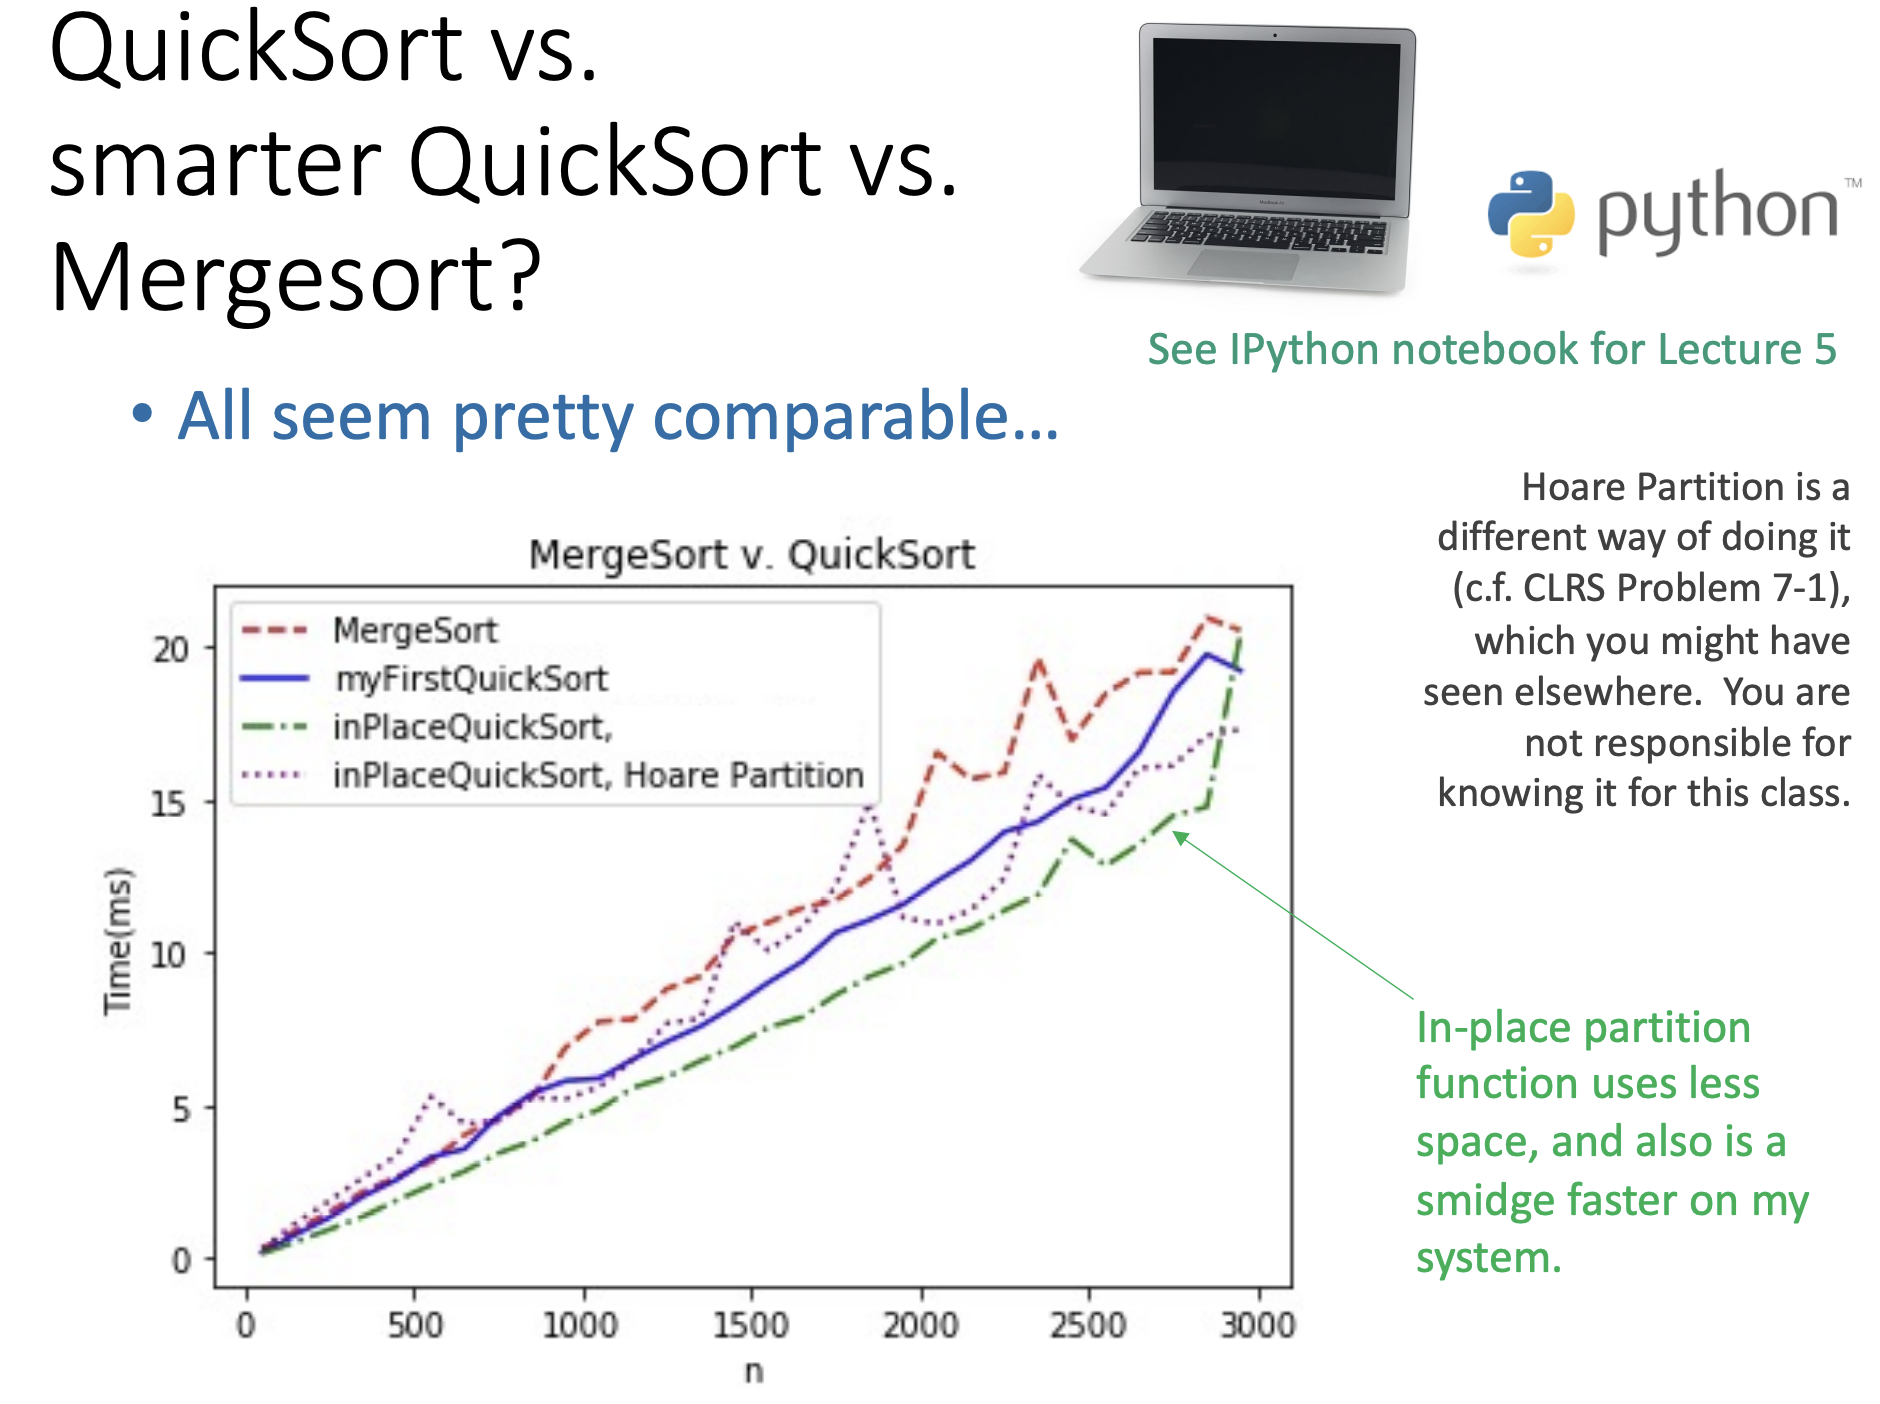 QuickSort vs.
smarter QuickSort vs.
Mergesort?
python™
See IPython notebook for Lecture 5
• All seem pretty comparable…
Hoare Partition is a
different way of doing it
(c.f. CLRS Problem 7-1),
which you might have
seen elsewhere. You are
not responsible for
knowing it for this class.
MergeSort v. QuickSort
MergeSort
myFirstQuickSort
inPlaceQuickSort,
inPlaceQuickSort, Hoare Partition
Time(ms)
20
15
10
5
0
0 500 1000 1500 2000 2500 3000
n
In-place partition
function uses less
space, and also is a
smidge faster on my
system.